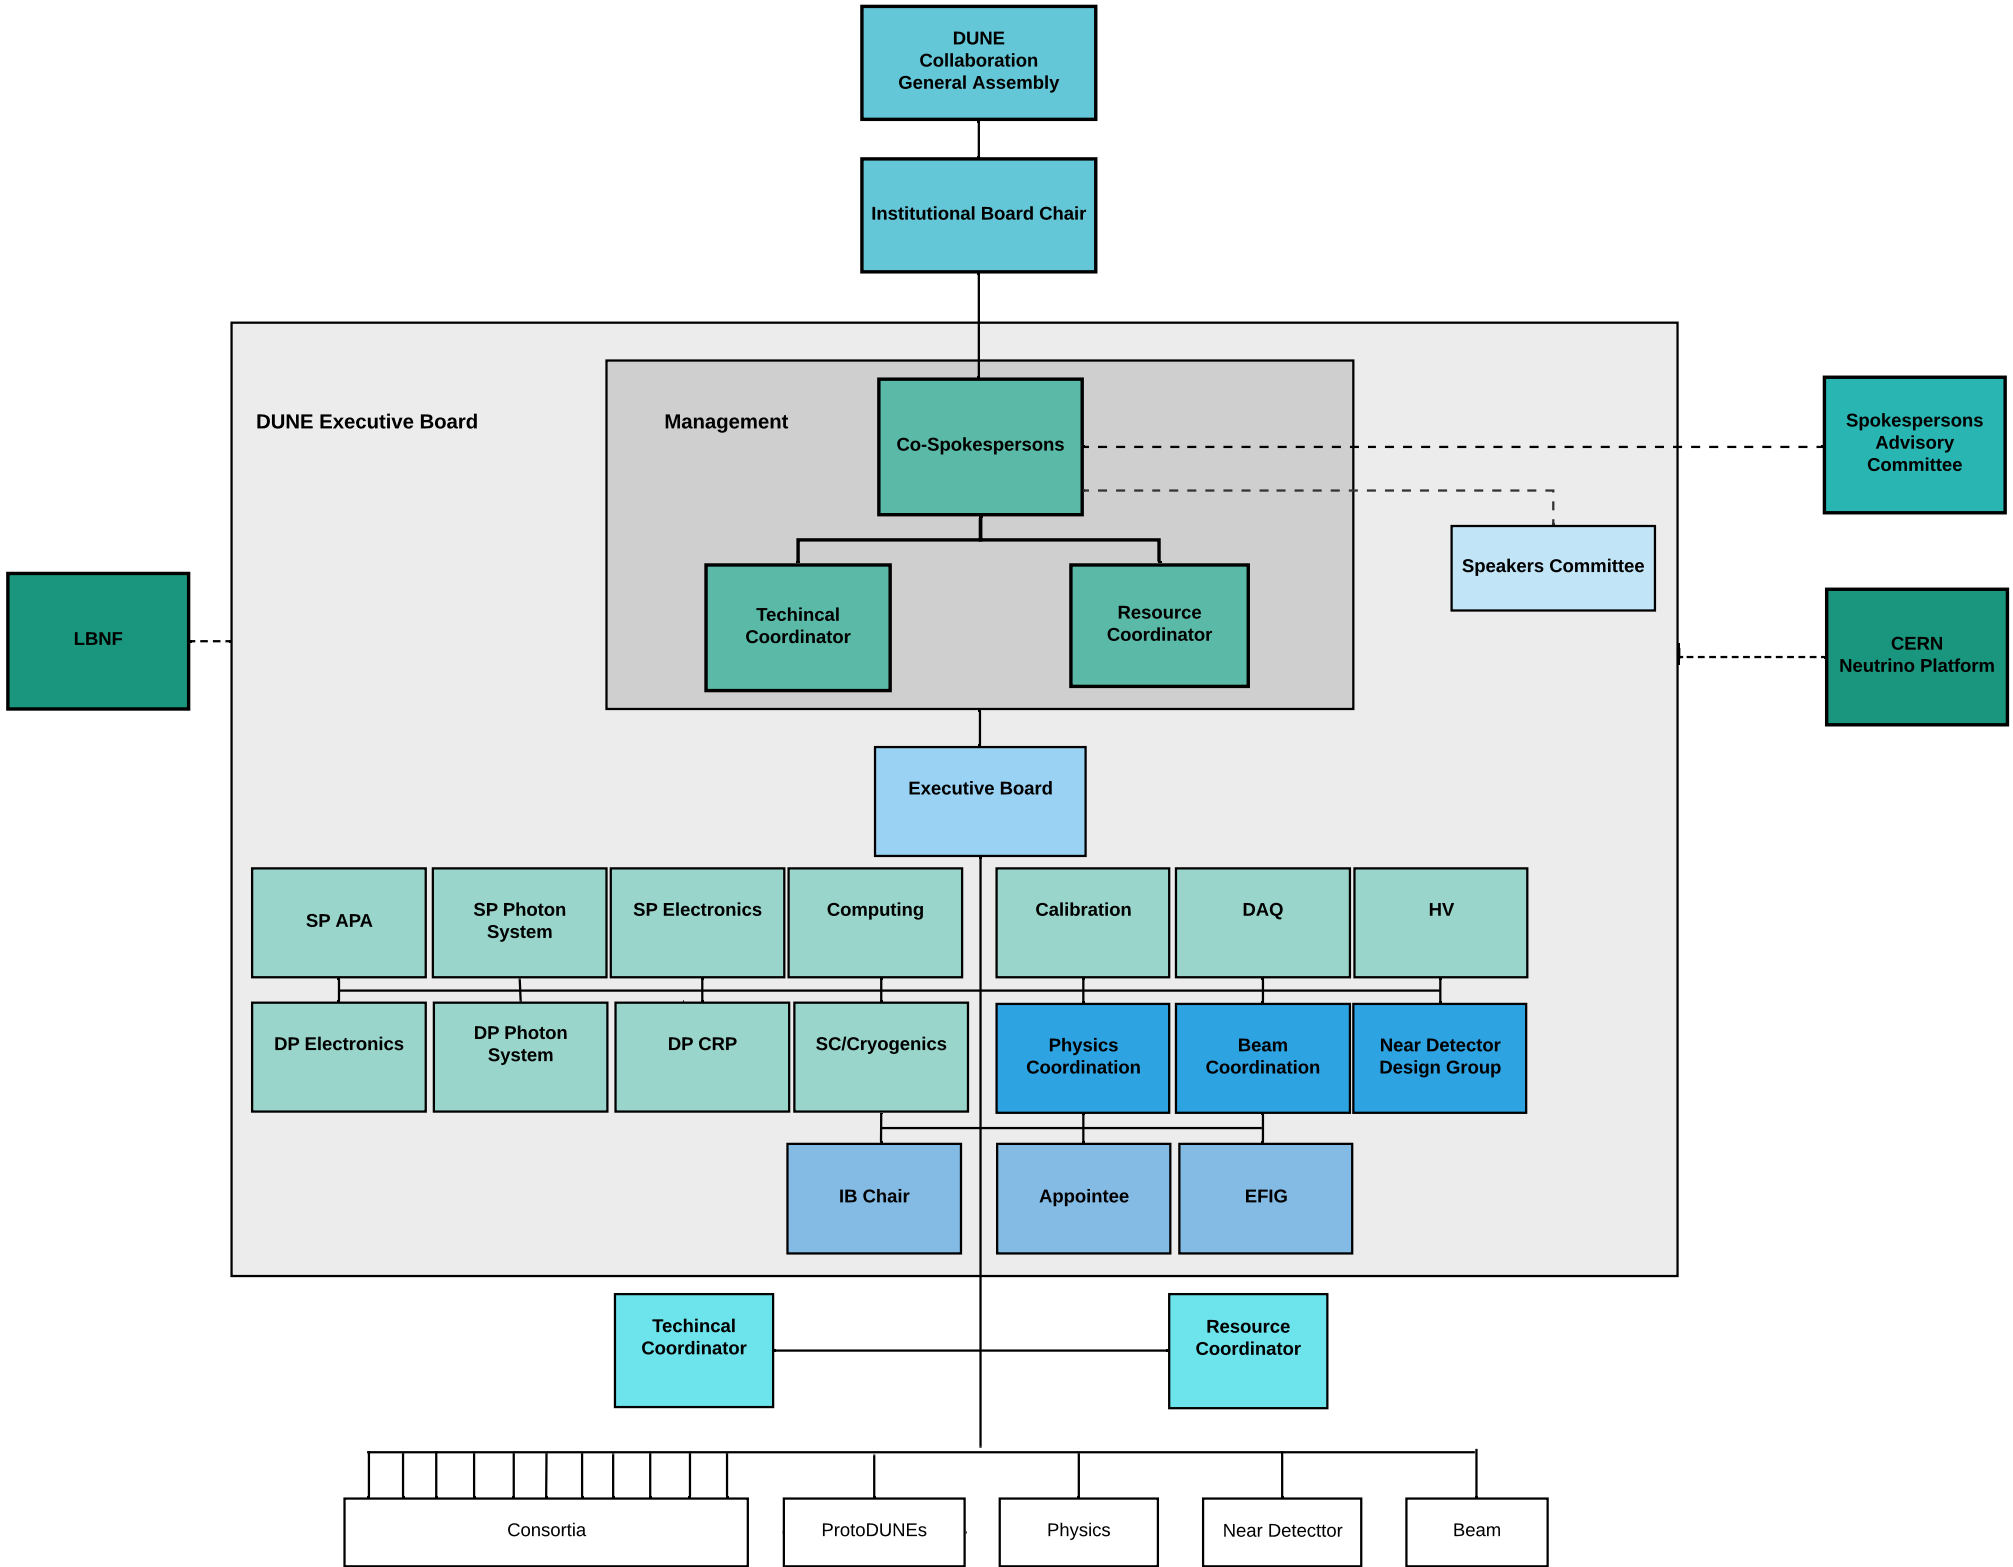 DUNE
Collaboration
General Assembly
Institutional Board Chair
DUNE Executive Board
Management
Co-Spokespersons
Spokespersons
Advisory
Committee
Speakers Committee
Techincal
Coordinator
Resource
Coordinator
LBNF
CERN
Neutrino Platform
Executive Board
SP APA
SP Photon
System
SP Electronics
Computing
Calibration
DAQ
HV
DP Electronics
DP Photon
System
DP CRP
SC/Cryogenics
Physics
Coordination
Beam
Coordination
Near Detector
Design Group
IB Chair
Appointee
EFIG
Techincal
Coordinator
Resource
Coordinator
Consortia
ProtoDUNEs
Physics
Near Detecttor
Beam